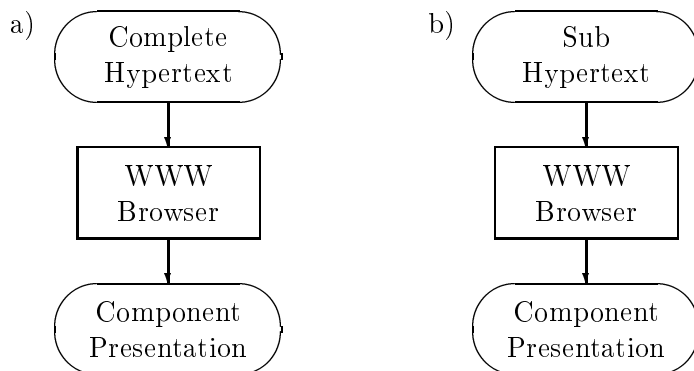 a)
Complete
Hypertext
WWW
Browser
Component
Presentation
b)
Sub
Hypertext
WWW
Browser
Component
Presentation